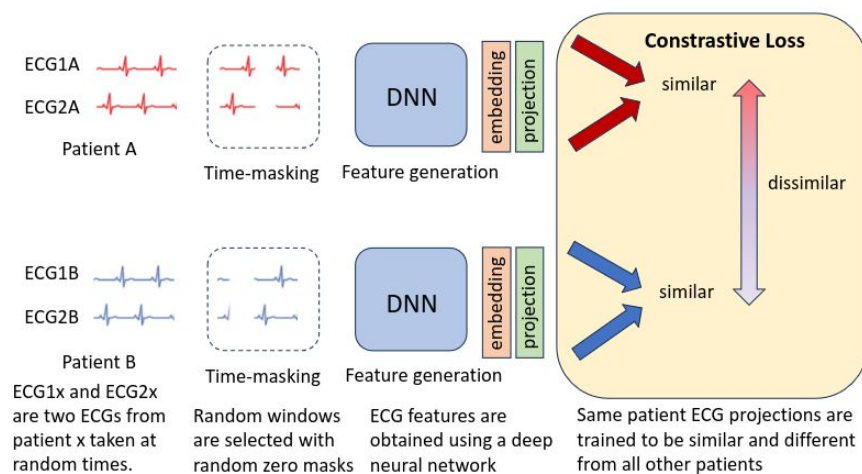 Constrastive Loss
ECG1A
ECG2A
Patient A
Time-masking
DNN
Feature generation
embedding
projection
similar
dissimilar
ECG1B
ECG2B
Patient B
Time-masking
DNN
Feature generation
embedding
projection
similar
ECG1x and ECG2x
are two ECGs from
patient x taken at
random times.
Random windows
are selected with
random zero masks
ECG features are
obtained using a deep
neural network
Same patient ECG projections are
trained to be similar and different
from all other patients